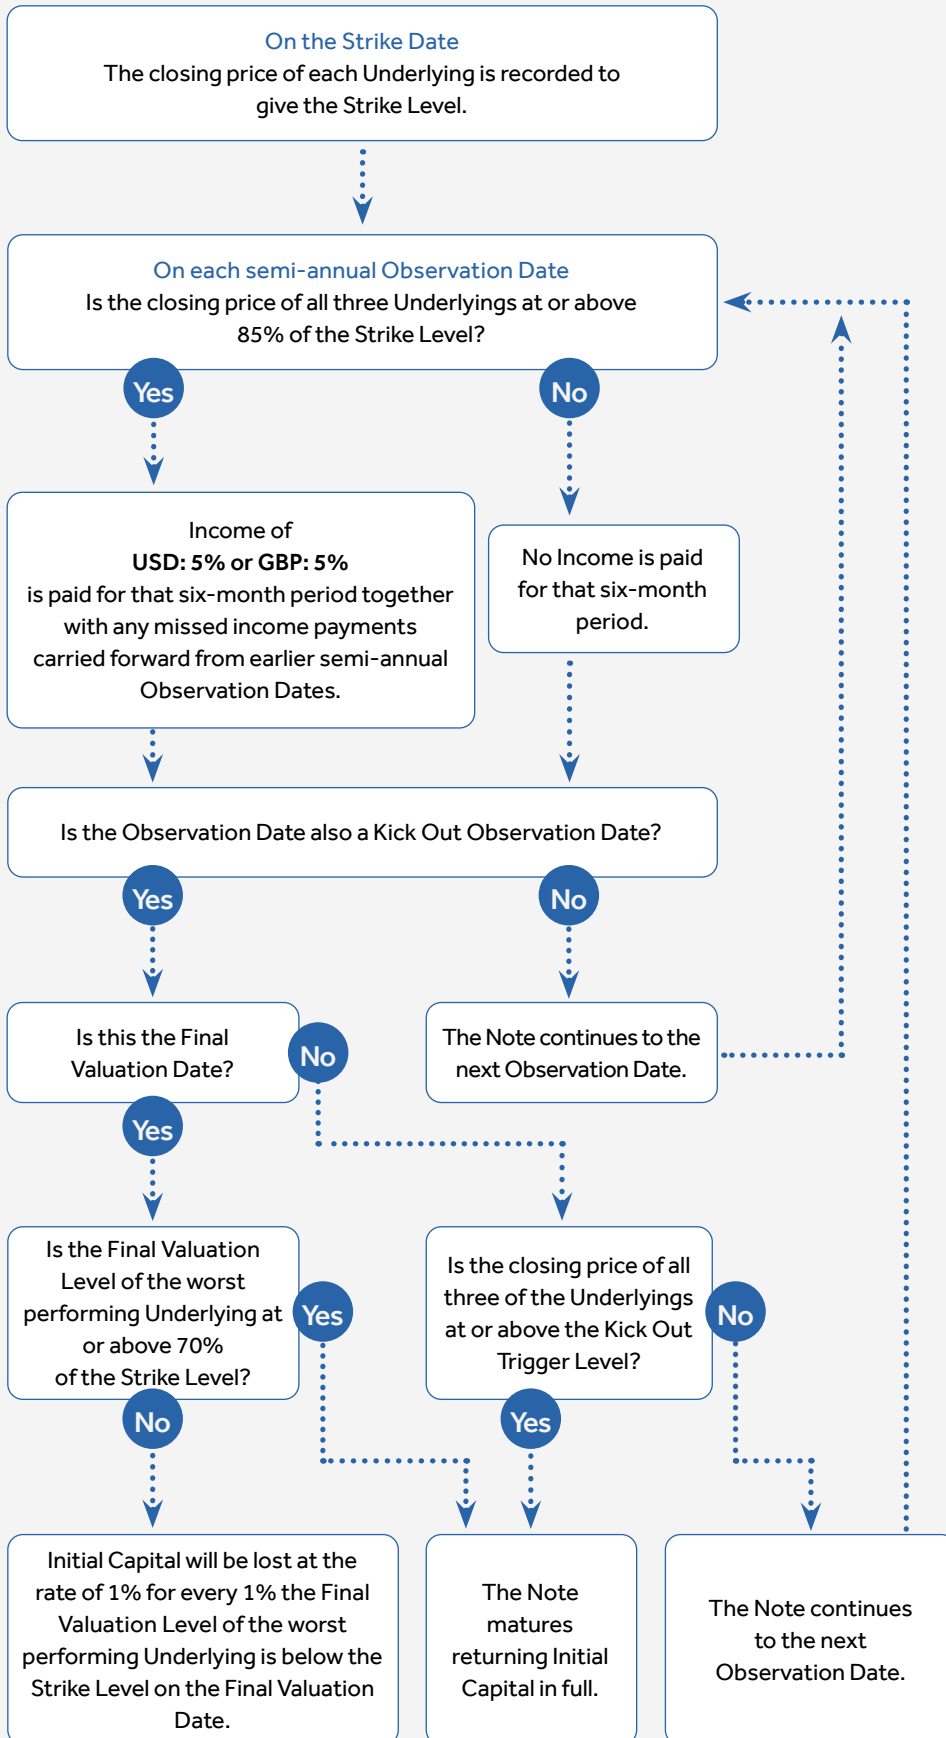 On the Strike Date
The closing price of each Underlying is recorded to
give the Strike Level.
On each semi-annual Observation Date
Is the closing price of all three Underlyings at or above
85% of the Strike Level?
Yes
No
Income of
USD: 5% or GBP: 5%
is paid for that six-month period together
with any missed income payments
carried forward from earlier semi-annual
Observation Dates.
No Income is paid
for that six-month
period.
Is the Observation Date also a Kick Out Observation Date?
Yes
No
Is this the Final
Valuation Date?
No
The Note continues to the
next Observation Date.
Yes
Is the Final Valuation
Level of the worst
performing Underlying at
or above 70%
of the Strike Level?
Yes
Is the closing price of all
three of the Underlyings
at or above the Kick Out
Trigger Level?
No
No
Yes
Initial Capital will be lost at the
rate of 1% for every 1% the Final
Valuation Level of the worst
performing Underlying is below the
Strike Level on the Final Valuation
Date.
The Note
matures
returning Initial
Capital in full.
The Note continues
to the next
Observation Date.